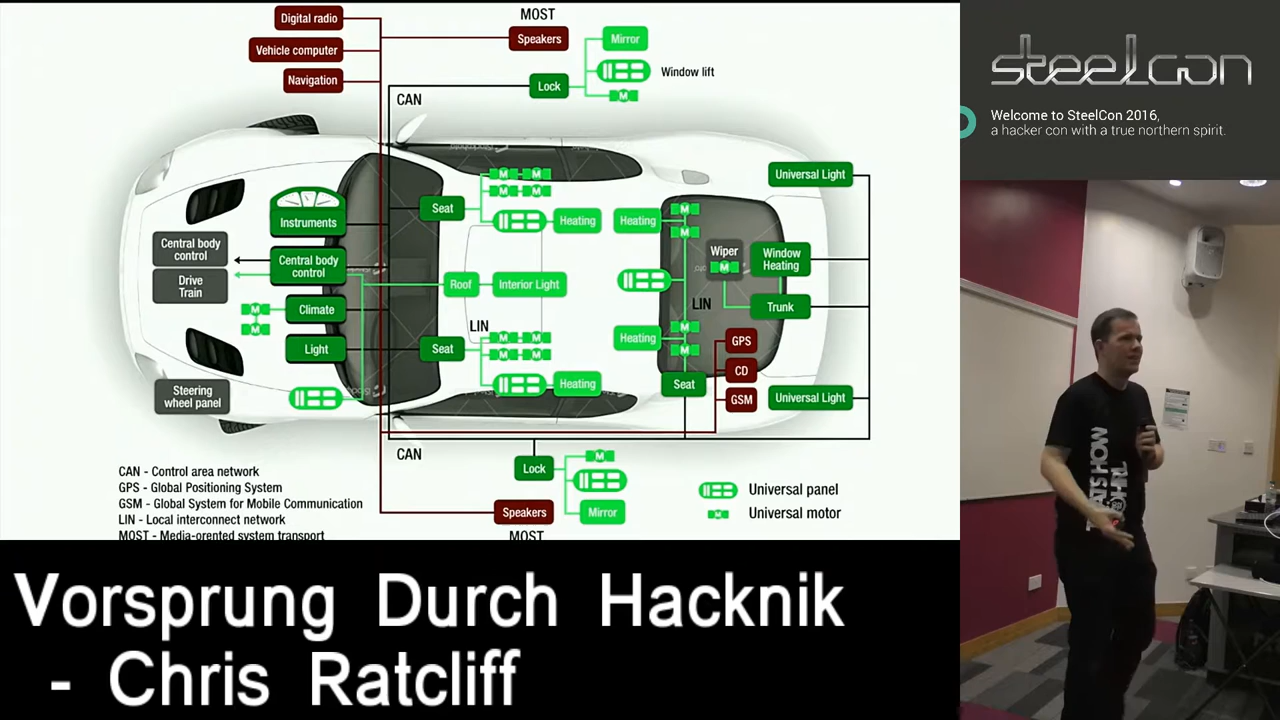 MOST
Digital radio
Speakers
Mirror
Vehicle computer
Window lift
Navigation
Lock
M
CAN
Universal Light
M M
M M
Seat
Heating
Heating
M
M
Instruments
Central body
control
Central body
control
Wiper
M
Window
Heating
Drive
Train
Roof
Interior Light
M
M
Climate
LIN
LIN
Trunk
Light
Seat
M M
M M
Heating
M
M
GPS
CD
GSM
Heating
Seat
Universal Light
Steering
wheel panel
CAN
Lock
M
Speakers
Mirror
MOST
CAN - Control area network
GPS - Global Positioning System
GSM - Global System for Mobile Communication
LIN - Local interconnect network
MOST - Media-orented system transport
Universal panel
M Universal motor
steelcon
Welcome to SteelCon 2016,
a hacker con with a true northern spirit.
Vorsprung Durch Hacknik
- Chris Ratcliff